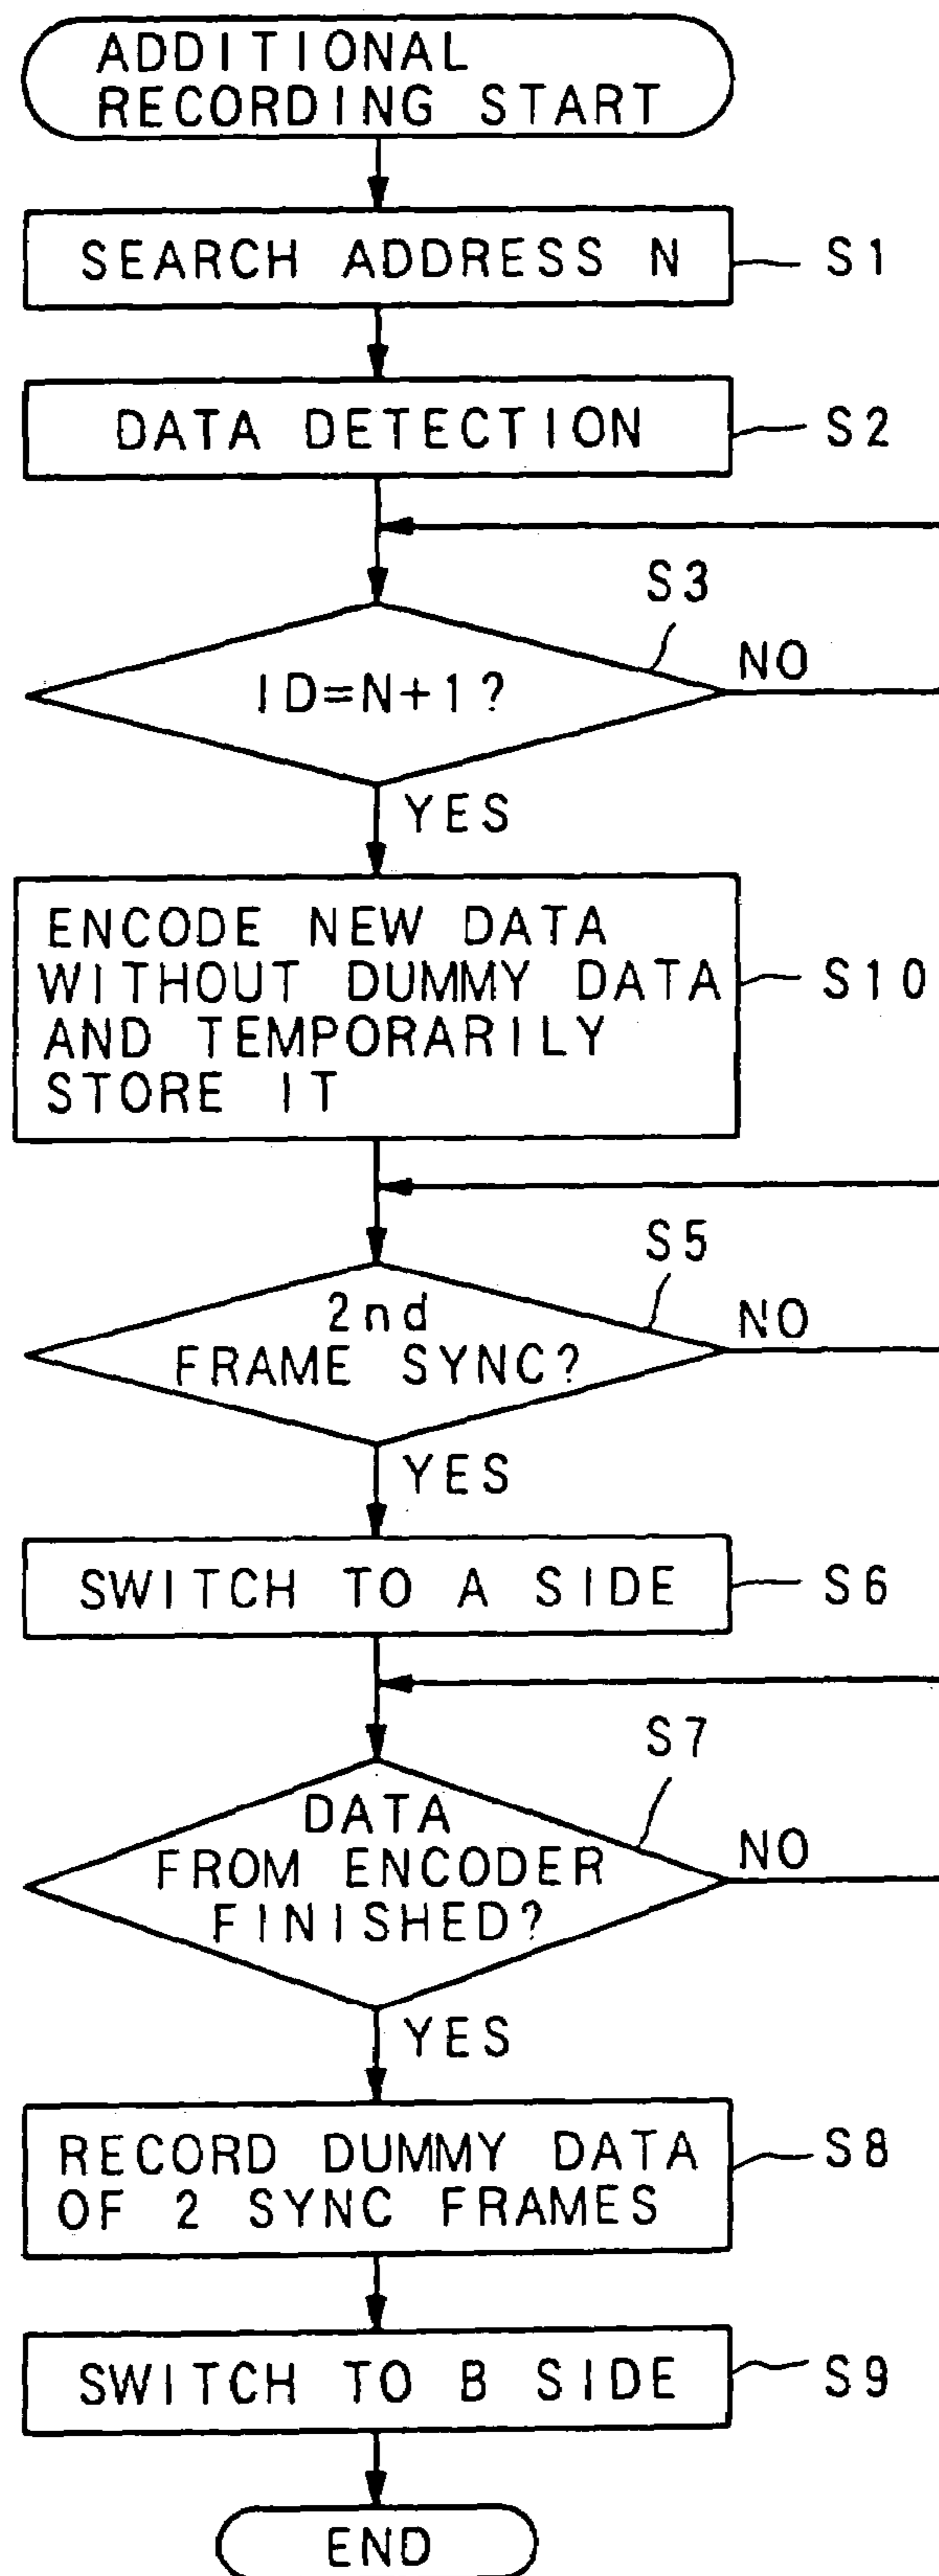 ADDITIONAL
RECORDING START
SEARCH ADDRESS N
S1
DATA DETECTION
S2
S3
ID=N+1?
NO
YES
ENCODE NEW DATA
WITHOUT DUMMY DATA
AND TEMPORARILY
STORE IT
S10
S5
2nd
FRAME SYNC?
NO
YES
SWITCH TO A SIDE
S6
S7
DATA
FROM ENCODER
FINISHED?
NO
YES
RECORD DUMMY DATA
OF 2 SYNC FRAMES
S8
SWITCH TO B SIDE
S9
END